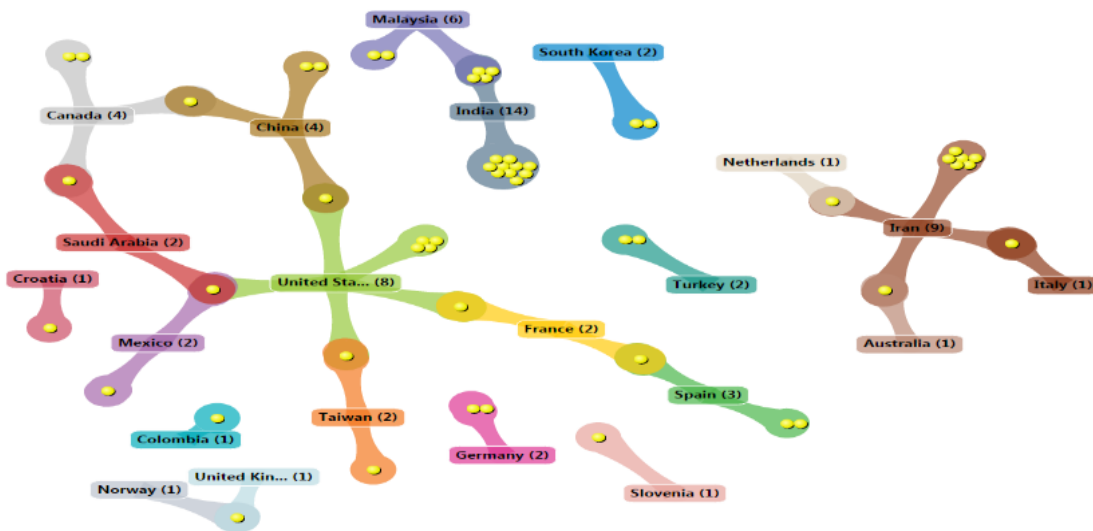 Malaysia (6)
South Korea (2)
Canada (4)
China (4)
India (14)
Netherlands (1)
Iran (9)
Saudi Arabia (2)
Croatia (1)
United Sta... (8)
Turkey (2)
Italy (1)
Mexico (2)
France (2)
Australia (1)
Spain (3)
Taiwan (2)
Colombia (1)
Germany (2)
United Kin... (1)
Norway (1)
Slovenia (1)